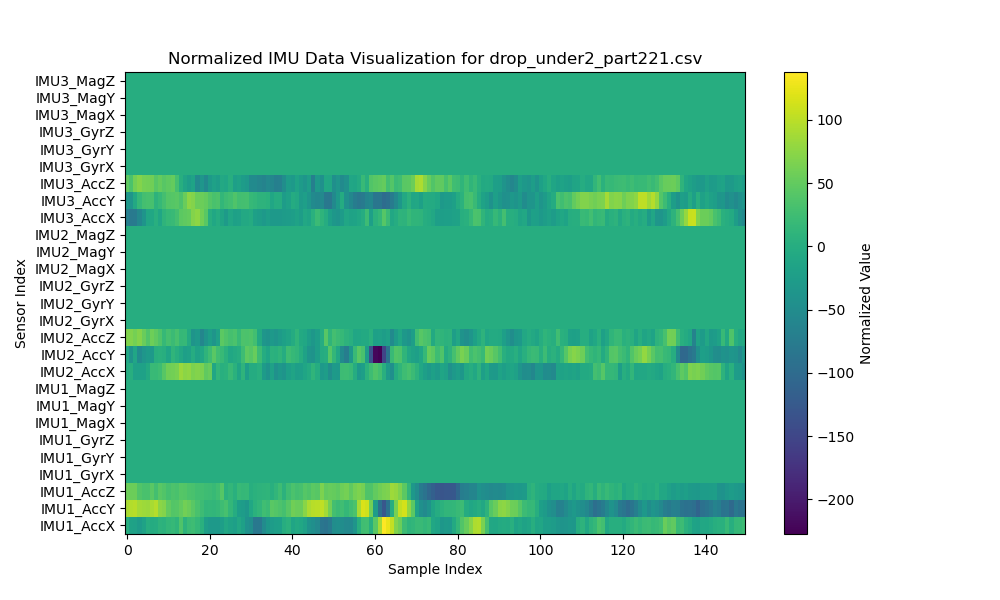 Normalized IMU Data Visualization for drop_under2_part221.csv
IMU3_MagZ
IMU3_MagY
IMU3_MagX
IMU3_GyrZ
IMU3_GyrY
IMU3_GyrX
IMU3_AccZ
IMU3_AccY
IMU3_AccX
IMU2_MagZ
IMU2_MagY
IMU2_MagX
IMU2_GyrZ
IMU2_GyrY
IMU2_GyrX
IMU2_AccZ
IMU2_AccY
IMU2_AccX
IMU1_MagZ
IMU1_MagY
IMU1_MagX
IMU1_GyrZ
IMU1_GyrY
IMU1_GyrX
IMU1_AccZ
IMU1_AccY
IMU1_AccX
Sensor Index
0 20 40 60 80 100 120 140
Sample Index
100
50
0
−50
−100
−150
−200
Normalized Value